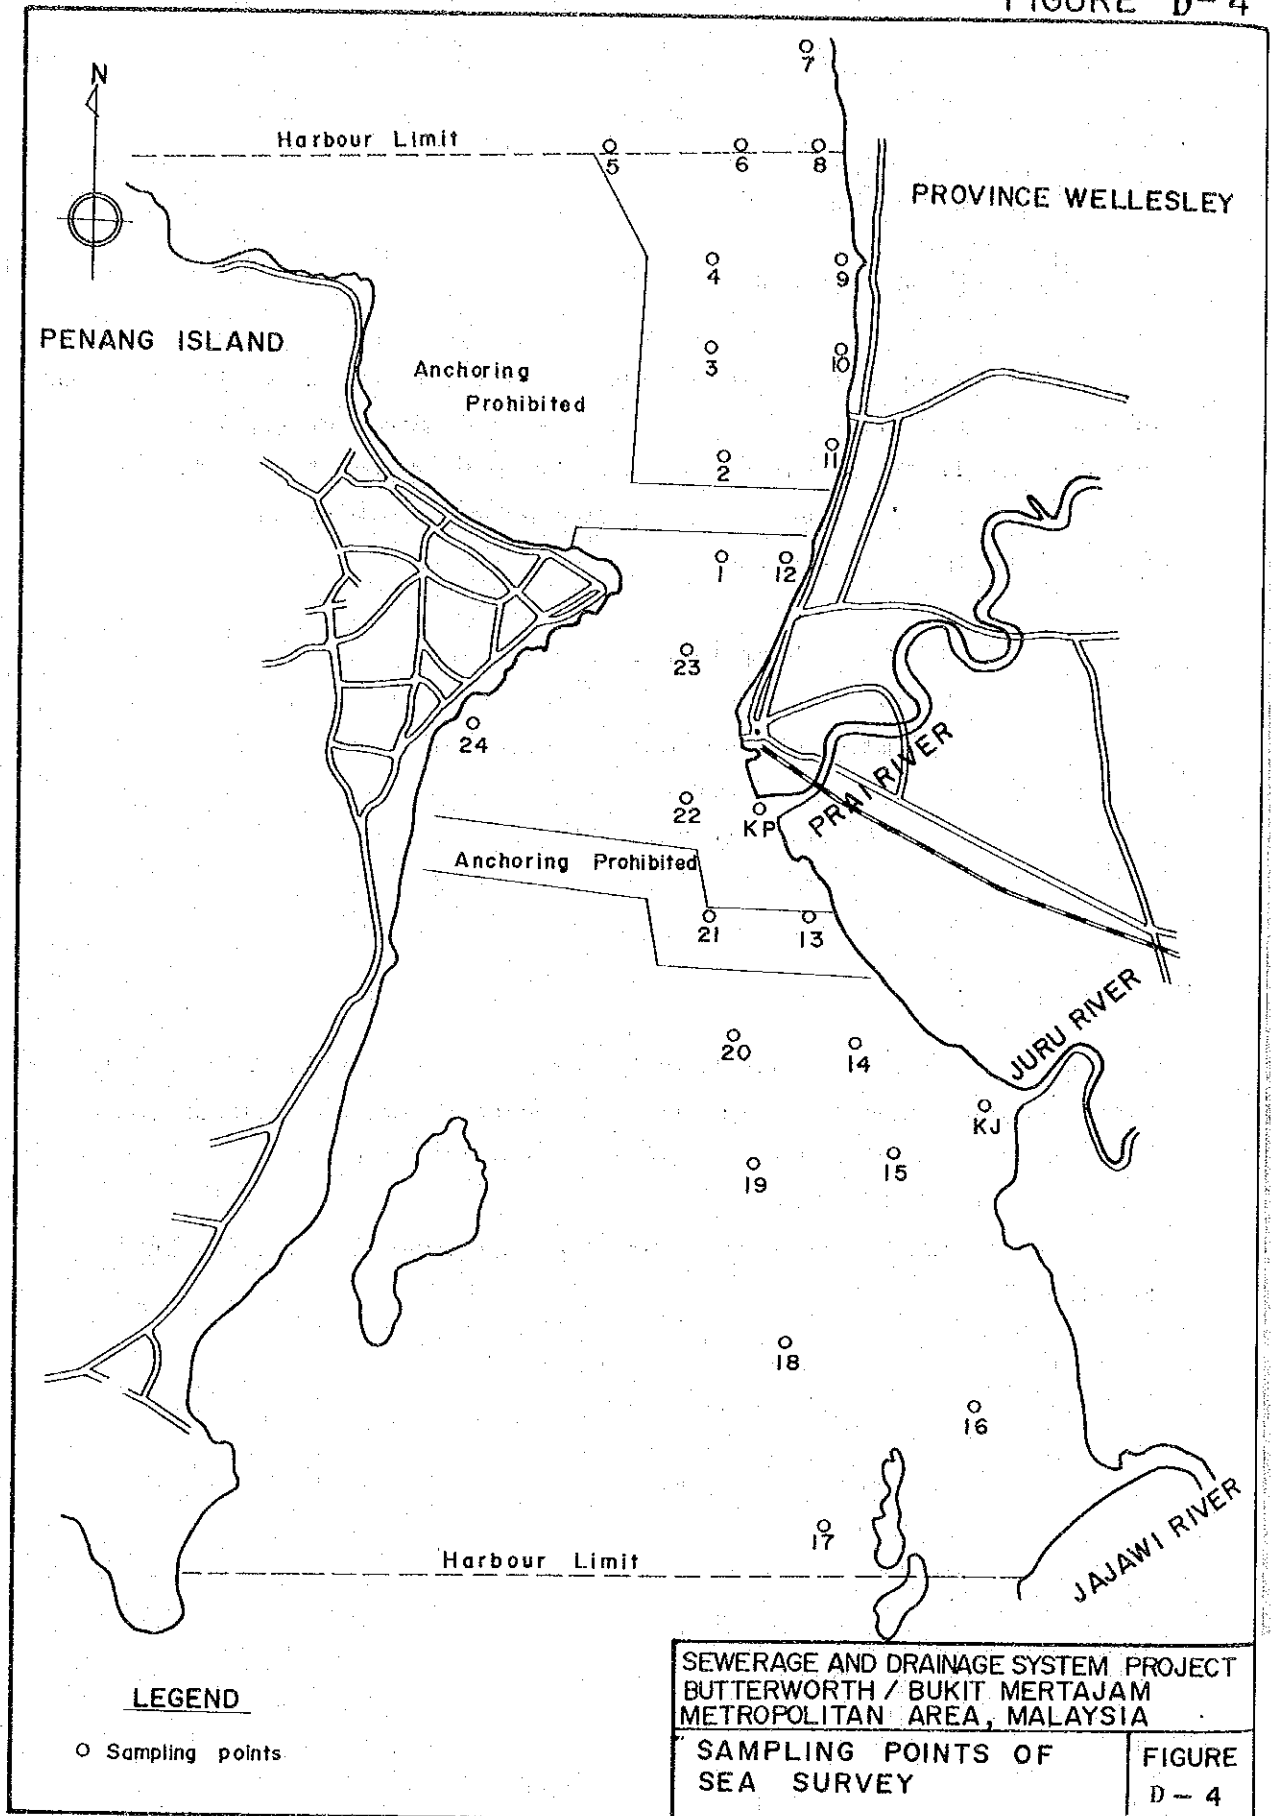 FIGURE D-4
N
7
Harbour Limit
5
6
8
PROVINCE WELLESLEY
4
9
PENANG ISLAND
3
10
Anchoring
Prohibited
2
11
1
12
23
24
22
KP
PRAI RIVER
Anchoring Prohibited
21
13
JURU RIVER
20
14
KJ
19
15
18
16
17
Harbour Limit
JAJAWI RIVER
LEGEND
Sampling points
SEWERAGE AND DRAINAGE SYSTEM PROJECT
BUTTERWORTH / BUKIT MERTAJAM
METROPOLITAN AREA, MALAYSIA
SAMPLING POINTS OF
SEA SURVEY
FIGURE
D - 4